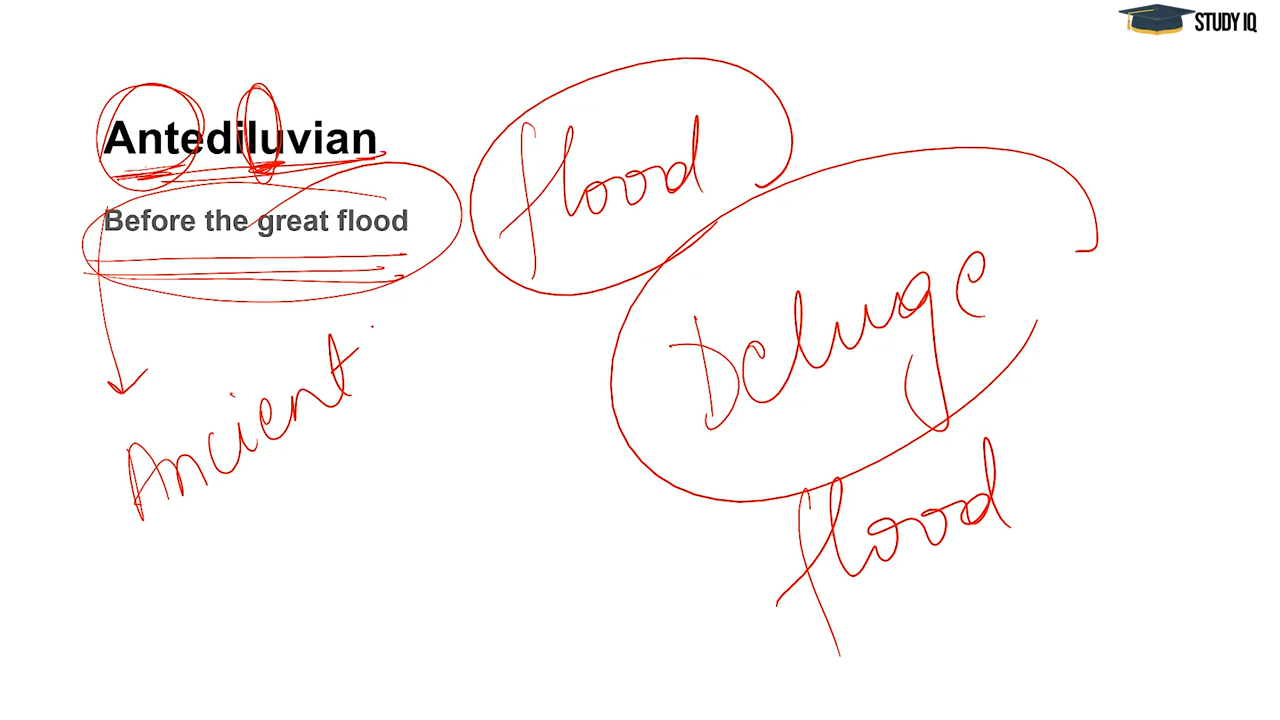 STUDY IQ
Antediluvian
Before the great flood
flood
Deluge
Ancient
flood